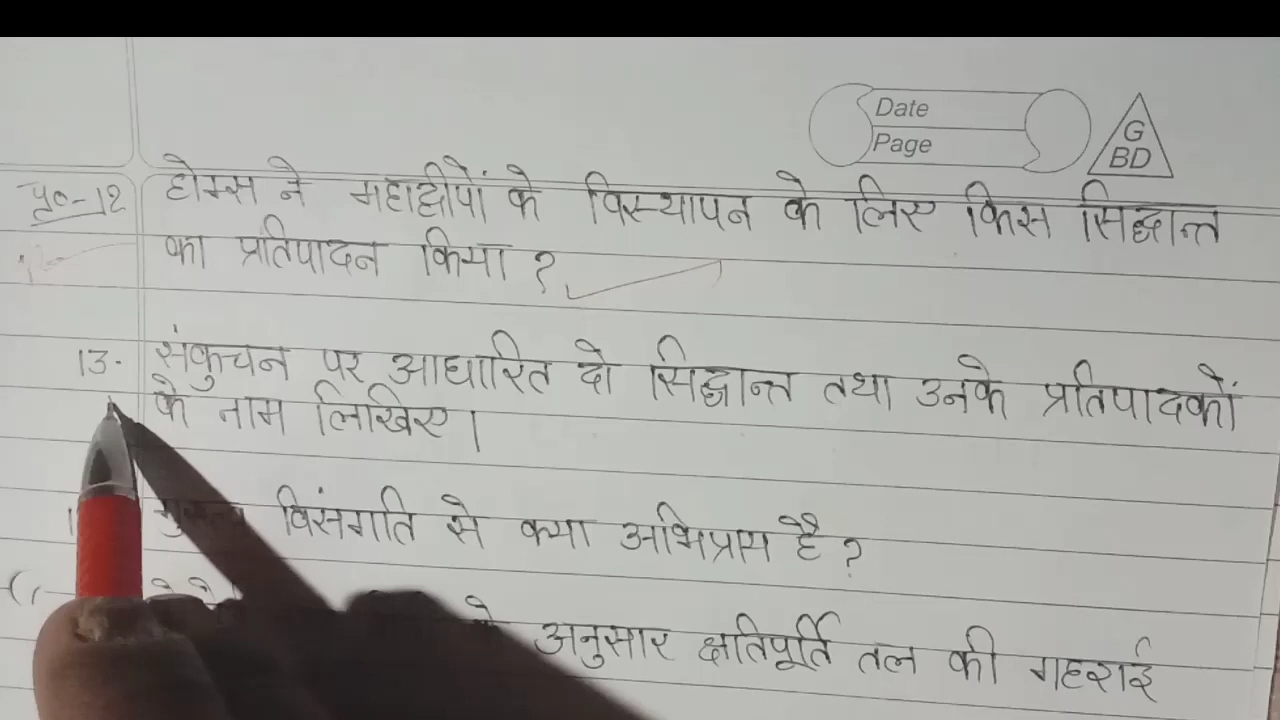 Date
Page
G
BD
प्र०-12 होम्स ने महाद्वीपों के विस्थापन के लिए किस सिद्धान्त
का प्रतिपादन किया ?
13. संकुचन पर आधारित दो सिद्धान्त तथा उनके प्रतिपादकों
के नाम लिखिए।
विसंगति से क्या अभिप्राय है ?
के अनुसार क्षतिपूर्ति तल की गहराई